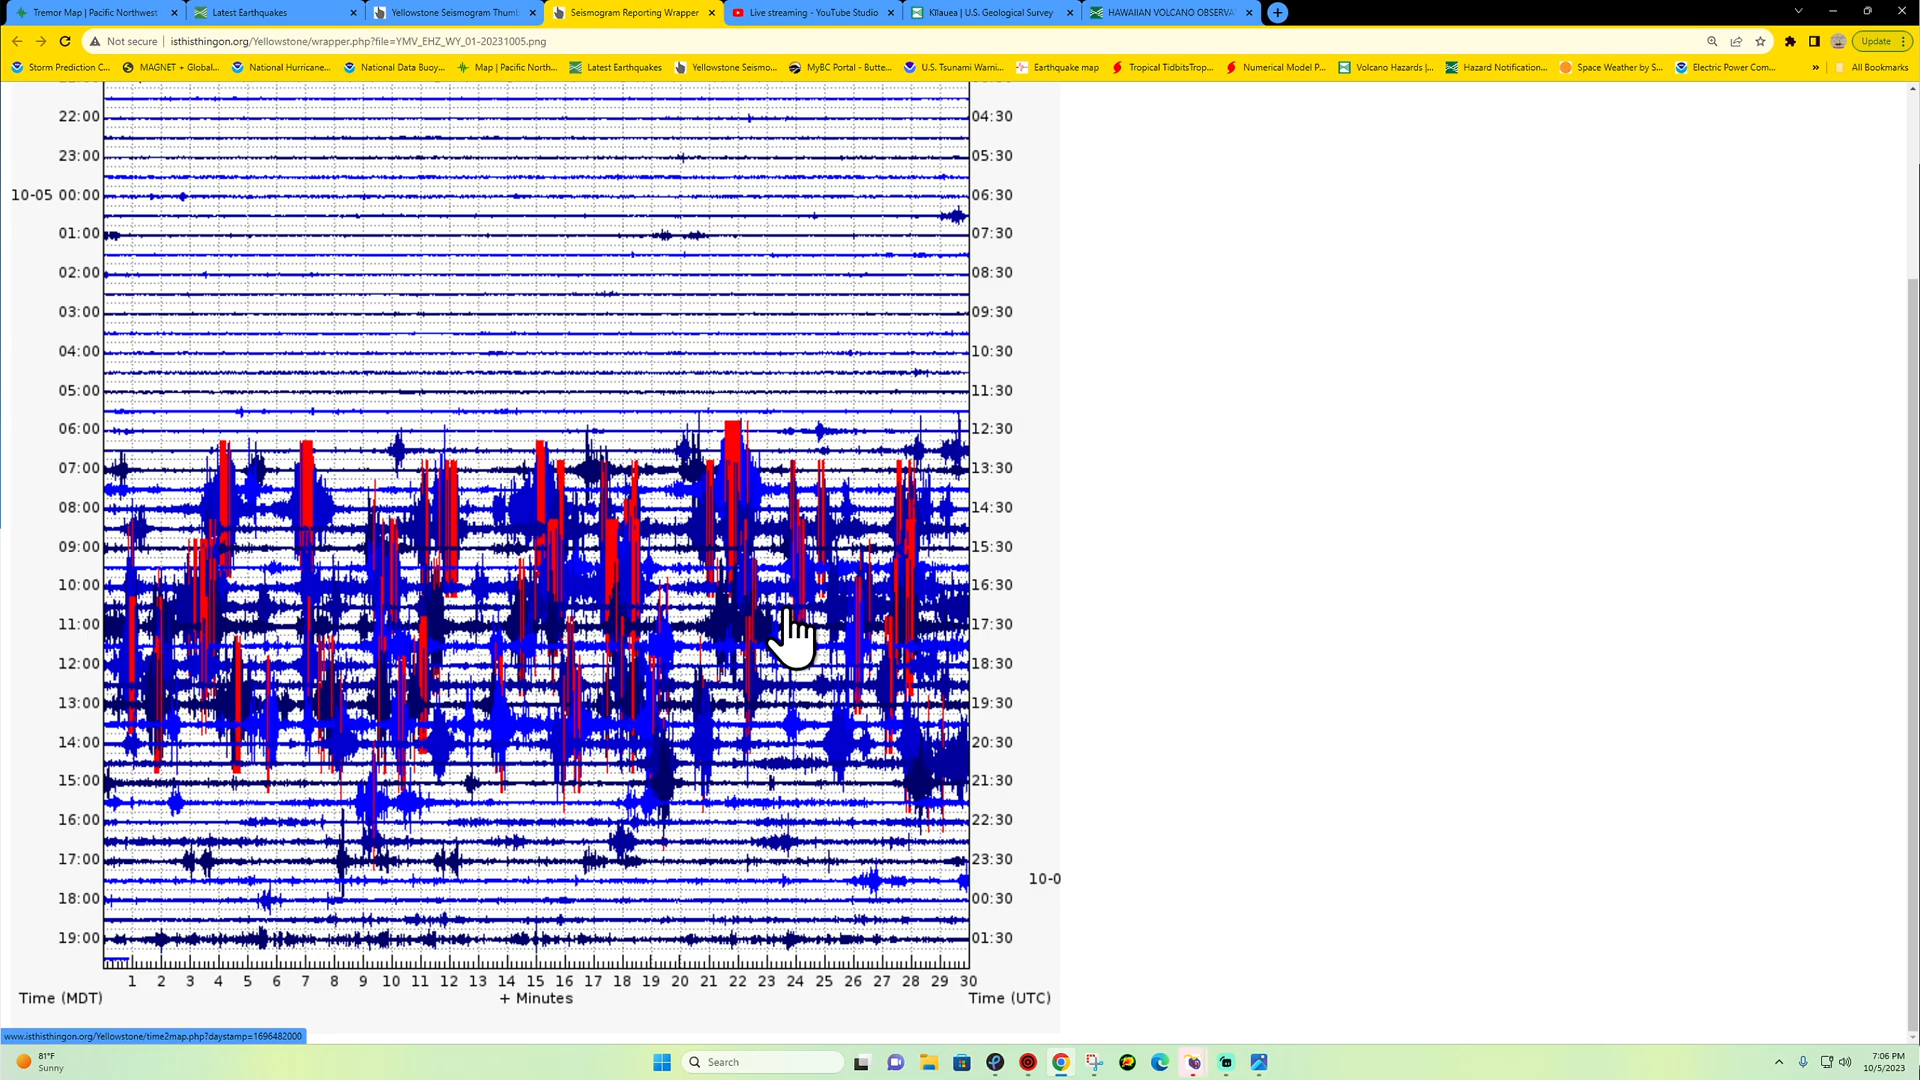 Tremor Map | Pacific Northwest
Latest Earthquakes
Yellowstone Seismogram Thumb
Seismogram Reporting Wrapper
Live streaming - YouTube Studio
Kīlauea | U.S. Geological Survey
HAWAIIAN VOLCANO OBSERVA
Not secure
isthisthingon.org/Yellowstone/wrapper.php?file=YMV_EHZ_WY_01-20231005.png
Update
Storm Prediction C...
MAGNET + Global...
National Hurricane...
National Data Buoy...
Map | Pacific North...
Latest Earthquakes
Yellowstone Seismo...
MyBC Portal - Butte...
U.S. Tsunami Warni...
Earthquake map
Tropical TidbitsTrop...
Numerical Model P...
Volcano Hazards |...
Hazard Notification...
Space Weather by S...
Electric Power Com...
»
All Bookmarks
22:00 04:30
23:00 05:30
10-05 00:00 06:30
01:00 07:30
02:00 08:30
03:00 09:30
04:00 10:30
05:00 11:30
06:00 12:30
07:00 13:30
08:00 14:30
09:00 15:30
10:00 16:30
11:00 17:30
12:00 18:30
13:00 19:30
14:00 20:30
15:00 21:30
16:00 22:30
17:00 23:30
10-0
18:00 00:30
19:00 01:30
1 2 3 4 5 6 7 8 9 10 11 12 13 14 15 16 17 18 19 20 21 22 23 24 25 26 27 28 29 30
Time (MDT) + Minutes Time (UTC)
www.isthisthingon.org/Yellowstone/time2map.php?daystamp=1696482000
81°F
Sunny
Search
7:06 PM
10/5/2023